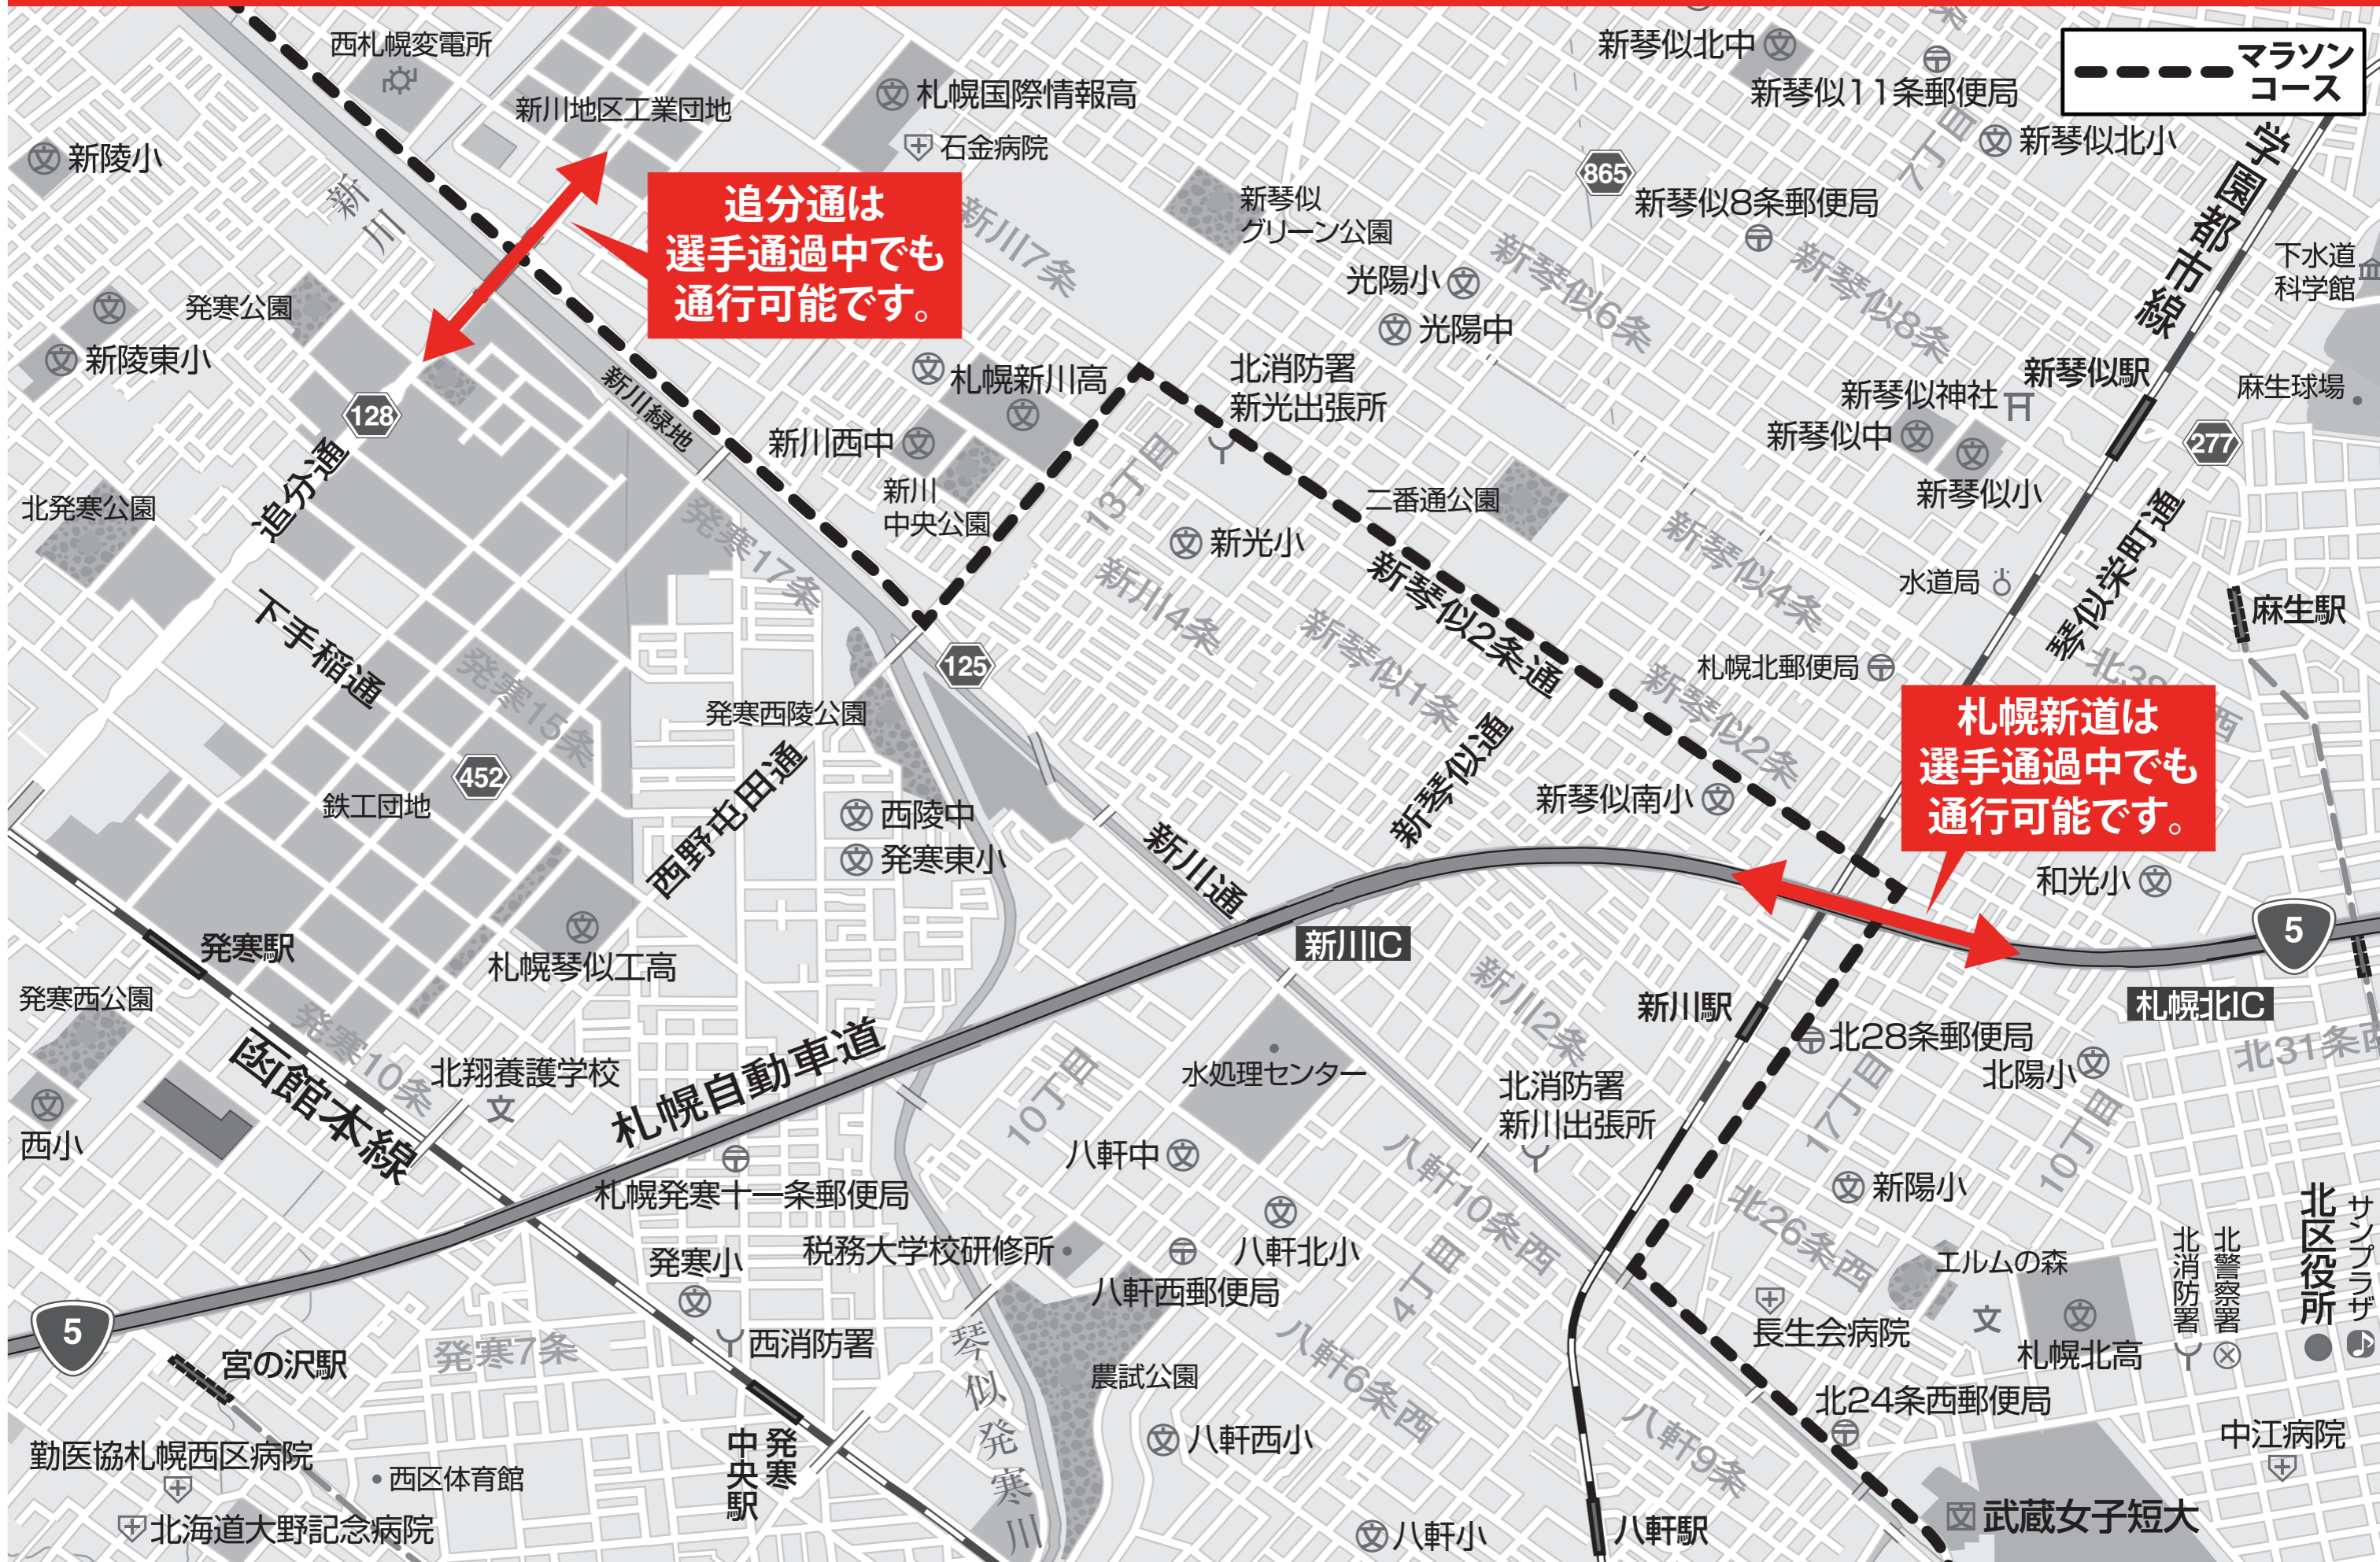 西札幌変電所
新川地区工業団地
札幌国際情報高
石金病院
新琴似北中
新琴似11条郵便局
マラソン
コース
新琴似北小
新陵小
新川
追分通は
選手通過中でも
通行可能です。
新川7条
新琴似
グリーン公園
865
新琴似8条郵便局
学園都市線
下水道
科学館
光陽小
光陽中
新琴似6条
新琴似8条
発寒公園
新陵東小
128
新川緑地
札幌新川高
新川西中
新川
中央公園
北消防署
新光出張所
新琴似駅
新琴似神社
新琴似中
新琴似小
麻生球場
277
13丁目
二番通公園
新琴似4条
北発寒公園
追分通
発寒17条
新光小
新川4条
新琴似2条通
水道局
琴似栄町通
麻生駅
下手稲通
発寒15条
125
新琴似1条
新琴似2条
札幌北郵便局
札幌新道は
選手通過中でも
通行可能です。
発寒西陵公園
452
鉄工団地
西野屯田通
西陵中
発寒東小
新川通
新琴似通
新琴似南小
和光小
5
発寒駅
札幌琴似工高
新川IC
札幌北IC
発寒西公園
発寒10条
函館本線
北翔養護学校
札幌自動車道
新川2条
新川駅
北28条郵便局
北陽小
17丁目
10丁目
水処理センター
北消防署
新川出張所
10丁目
八軒中
西小
札幌発寒十一条郵便局
八軒10条西
新陽小
北26条西
北区役所
サンプラザ
北消防署
北警察署
発寒小
税務大学校研修所
八軒北小
八軒西郵便局
4丁目
エルムの森
長生会病院
札幌北高
5
宮の沢駅
発寒7条
西消防署
琴似発寒川
農試公園
八軒6条西
北24条西郵便局
中江病院
勤医協札幌西区病院
西区体育館
発寒
中央駅
八軒西小
八軒9条
北海道大野記念病院
八軒小
八軒駅
武蔵女子短大